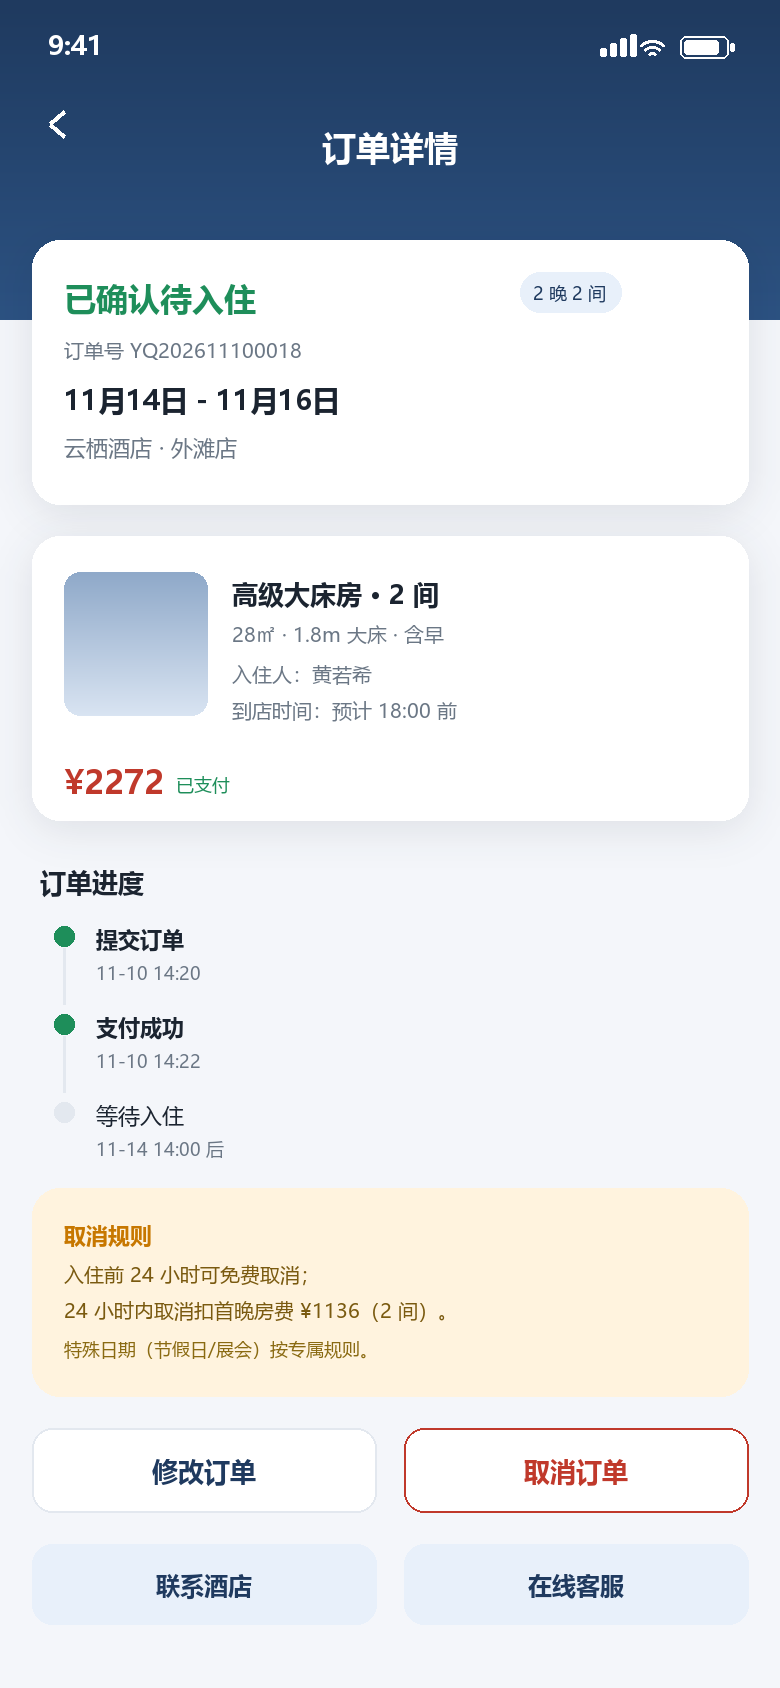 9:41
订单详情
已确认待入住
2 晚 2 间
订单号 YQ202611100018
11月14日 - 11月16日
云栖酒店 · 外滩店
高级大床房 • 2 间
28㎡ · 1.8m 大床 · 含早
入住人：黄若希
到店时间：预计 18:00 前
¥2272 已支付
订单进度
提交订单
11-10 14:20
支付成功
11-10 14:22
等待入住
11-14 14:00 后
取消规则
入住前 24 小时可免费取消；
24 小时内取消扣首晚房费 ¥1136（2 间）。
特殊日期（节假日/展会）按专属规则。
修改订单
取消订单
联系酒店
在线客服